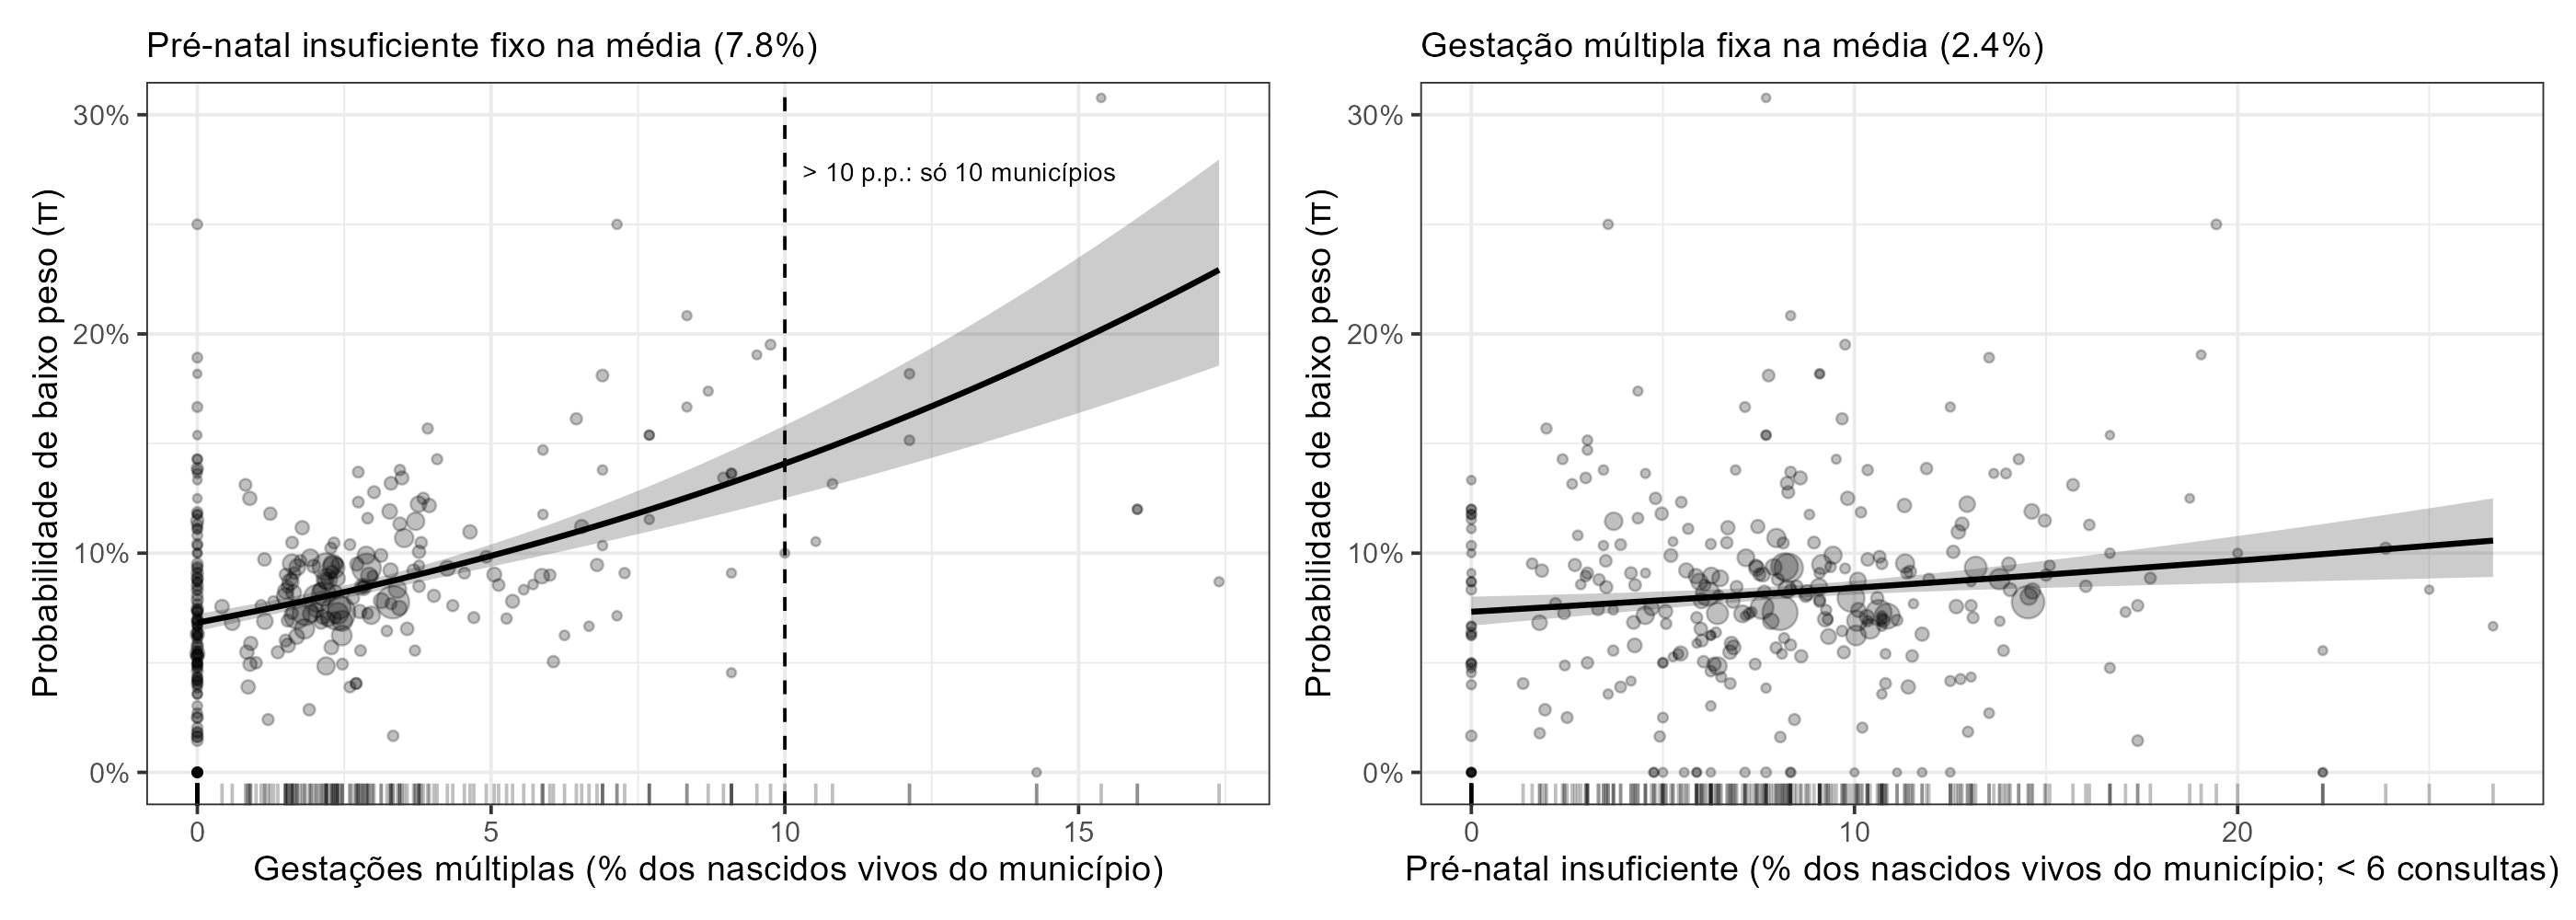 Pré-natal insuficiente fixo na média (7.8%)
30%
20%
10%
0%
Probabilidade de baixo peso (π)
> 10 p.p.: só 10 municípios
0 5 10 15
Gestações múltiplas (% dos nascidos vivos do município)
Gestação múltipla fixa na média (2.4%)
30%
20%
10%
0%
Probabilidade de baixo peso (π)
0 10 20
Pré-natal insuficiente (% dos nascidos vivos do município; < 6 consultas)